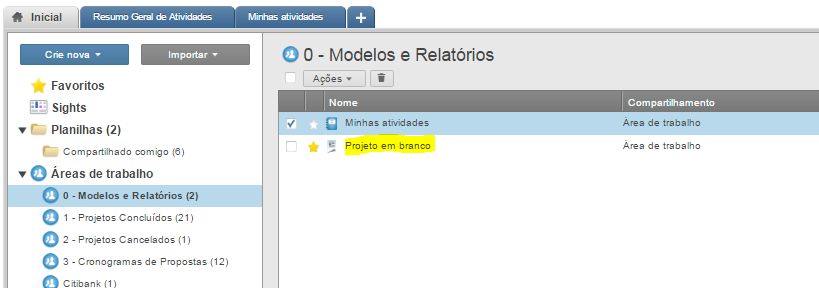 Inicial
Resumo Geral de Atividades
Minhas atividades
+
Crie nova
Importar
Favoritos
Sights
Planilhas (2)
Compartilhado comigo (6)
Áreas de trabalho
0 - Modelos e Relatórios (2)
1 - Projetos Concluídos (21)
2 - Projetos Cancelados (1)
3 - Cronogramas de Propostas (12)
Citibank (1)
0 - Modelos e Relatórios
Ações
Nome Compartilhamento
Minhas atividades Área de trabalho
Projeto em branco Área de trabalho